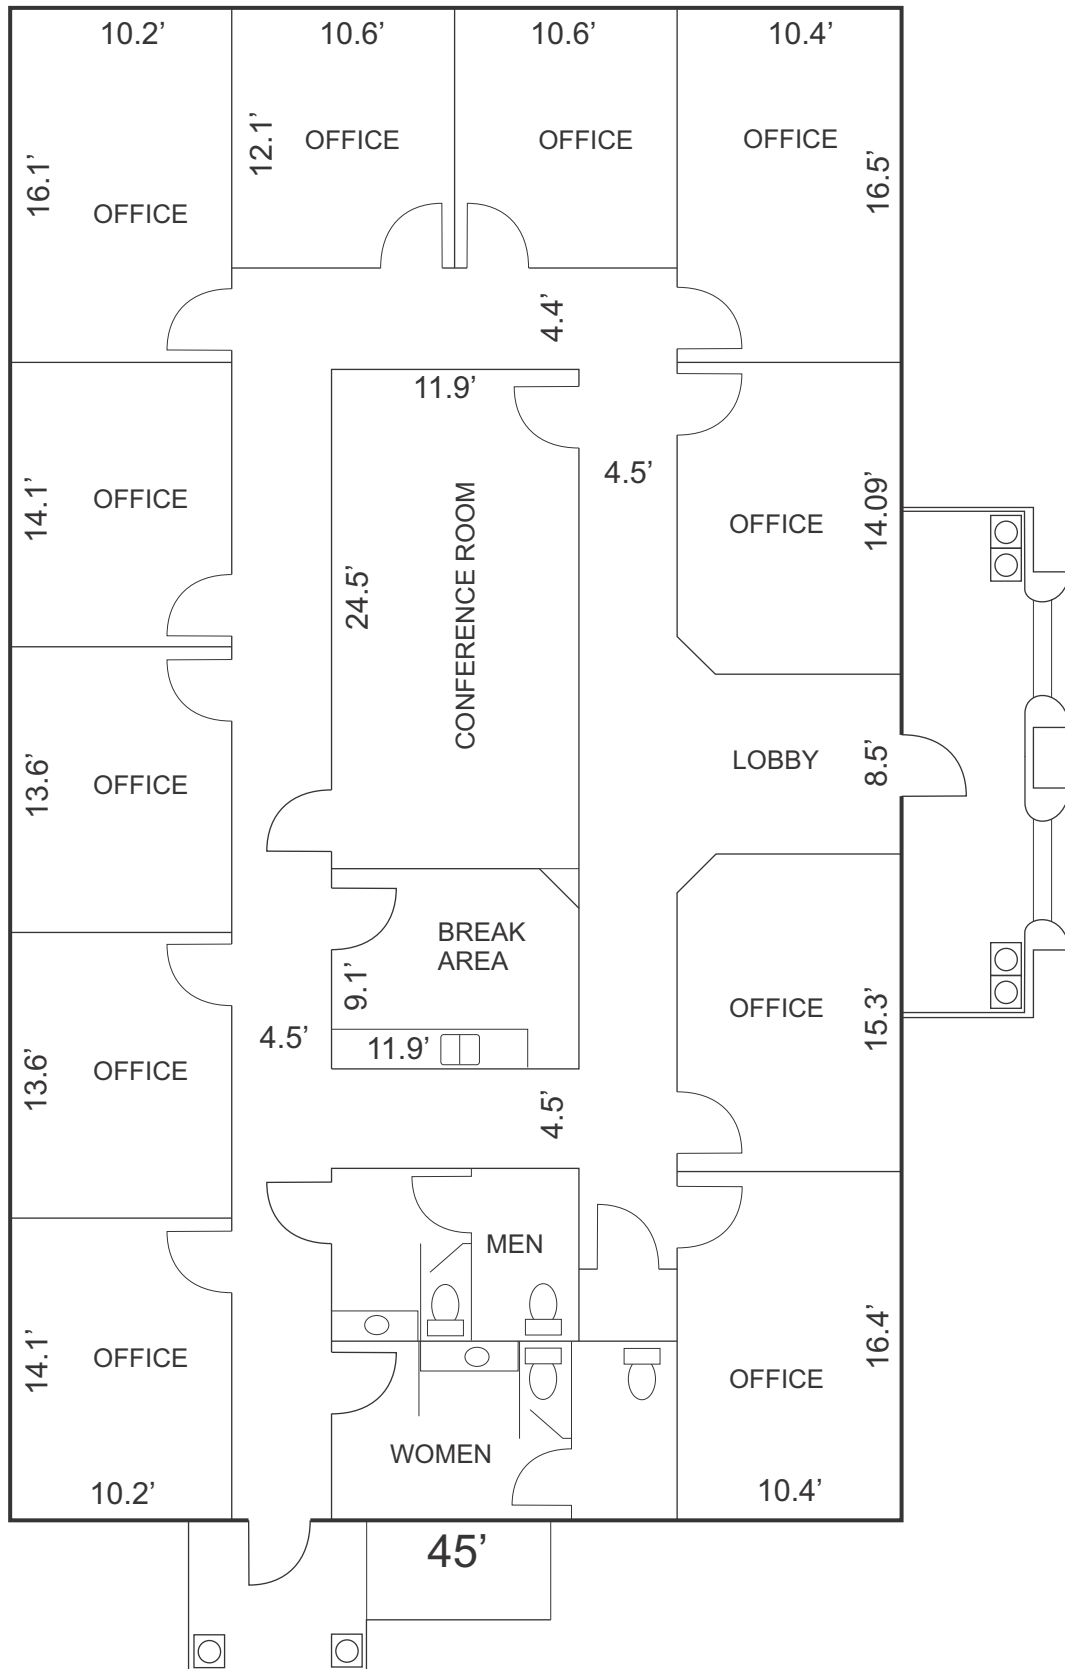 10.2’
10.6’
10.6’
10.4’
12.1’
OFFICE
OFFICE
OFFICE
16.1’
16.5’
OFFICE
4.4’
11.9’
4.5’
14.1’
OFFICE
14.09’
OFFICE
CONFERENCE ROOM
24.5’
LOBBY
8.5’
13.6’
OFFICE
BREAK
AREA
9.1’
OFFICE
15.3’
4.5’
11.9’
13.6’
OFFICE
4.5’
MEN
16.4’
14.1’
OFFICE
OFFICE
WOMEN
10.2’
10.4’
45’